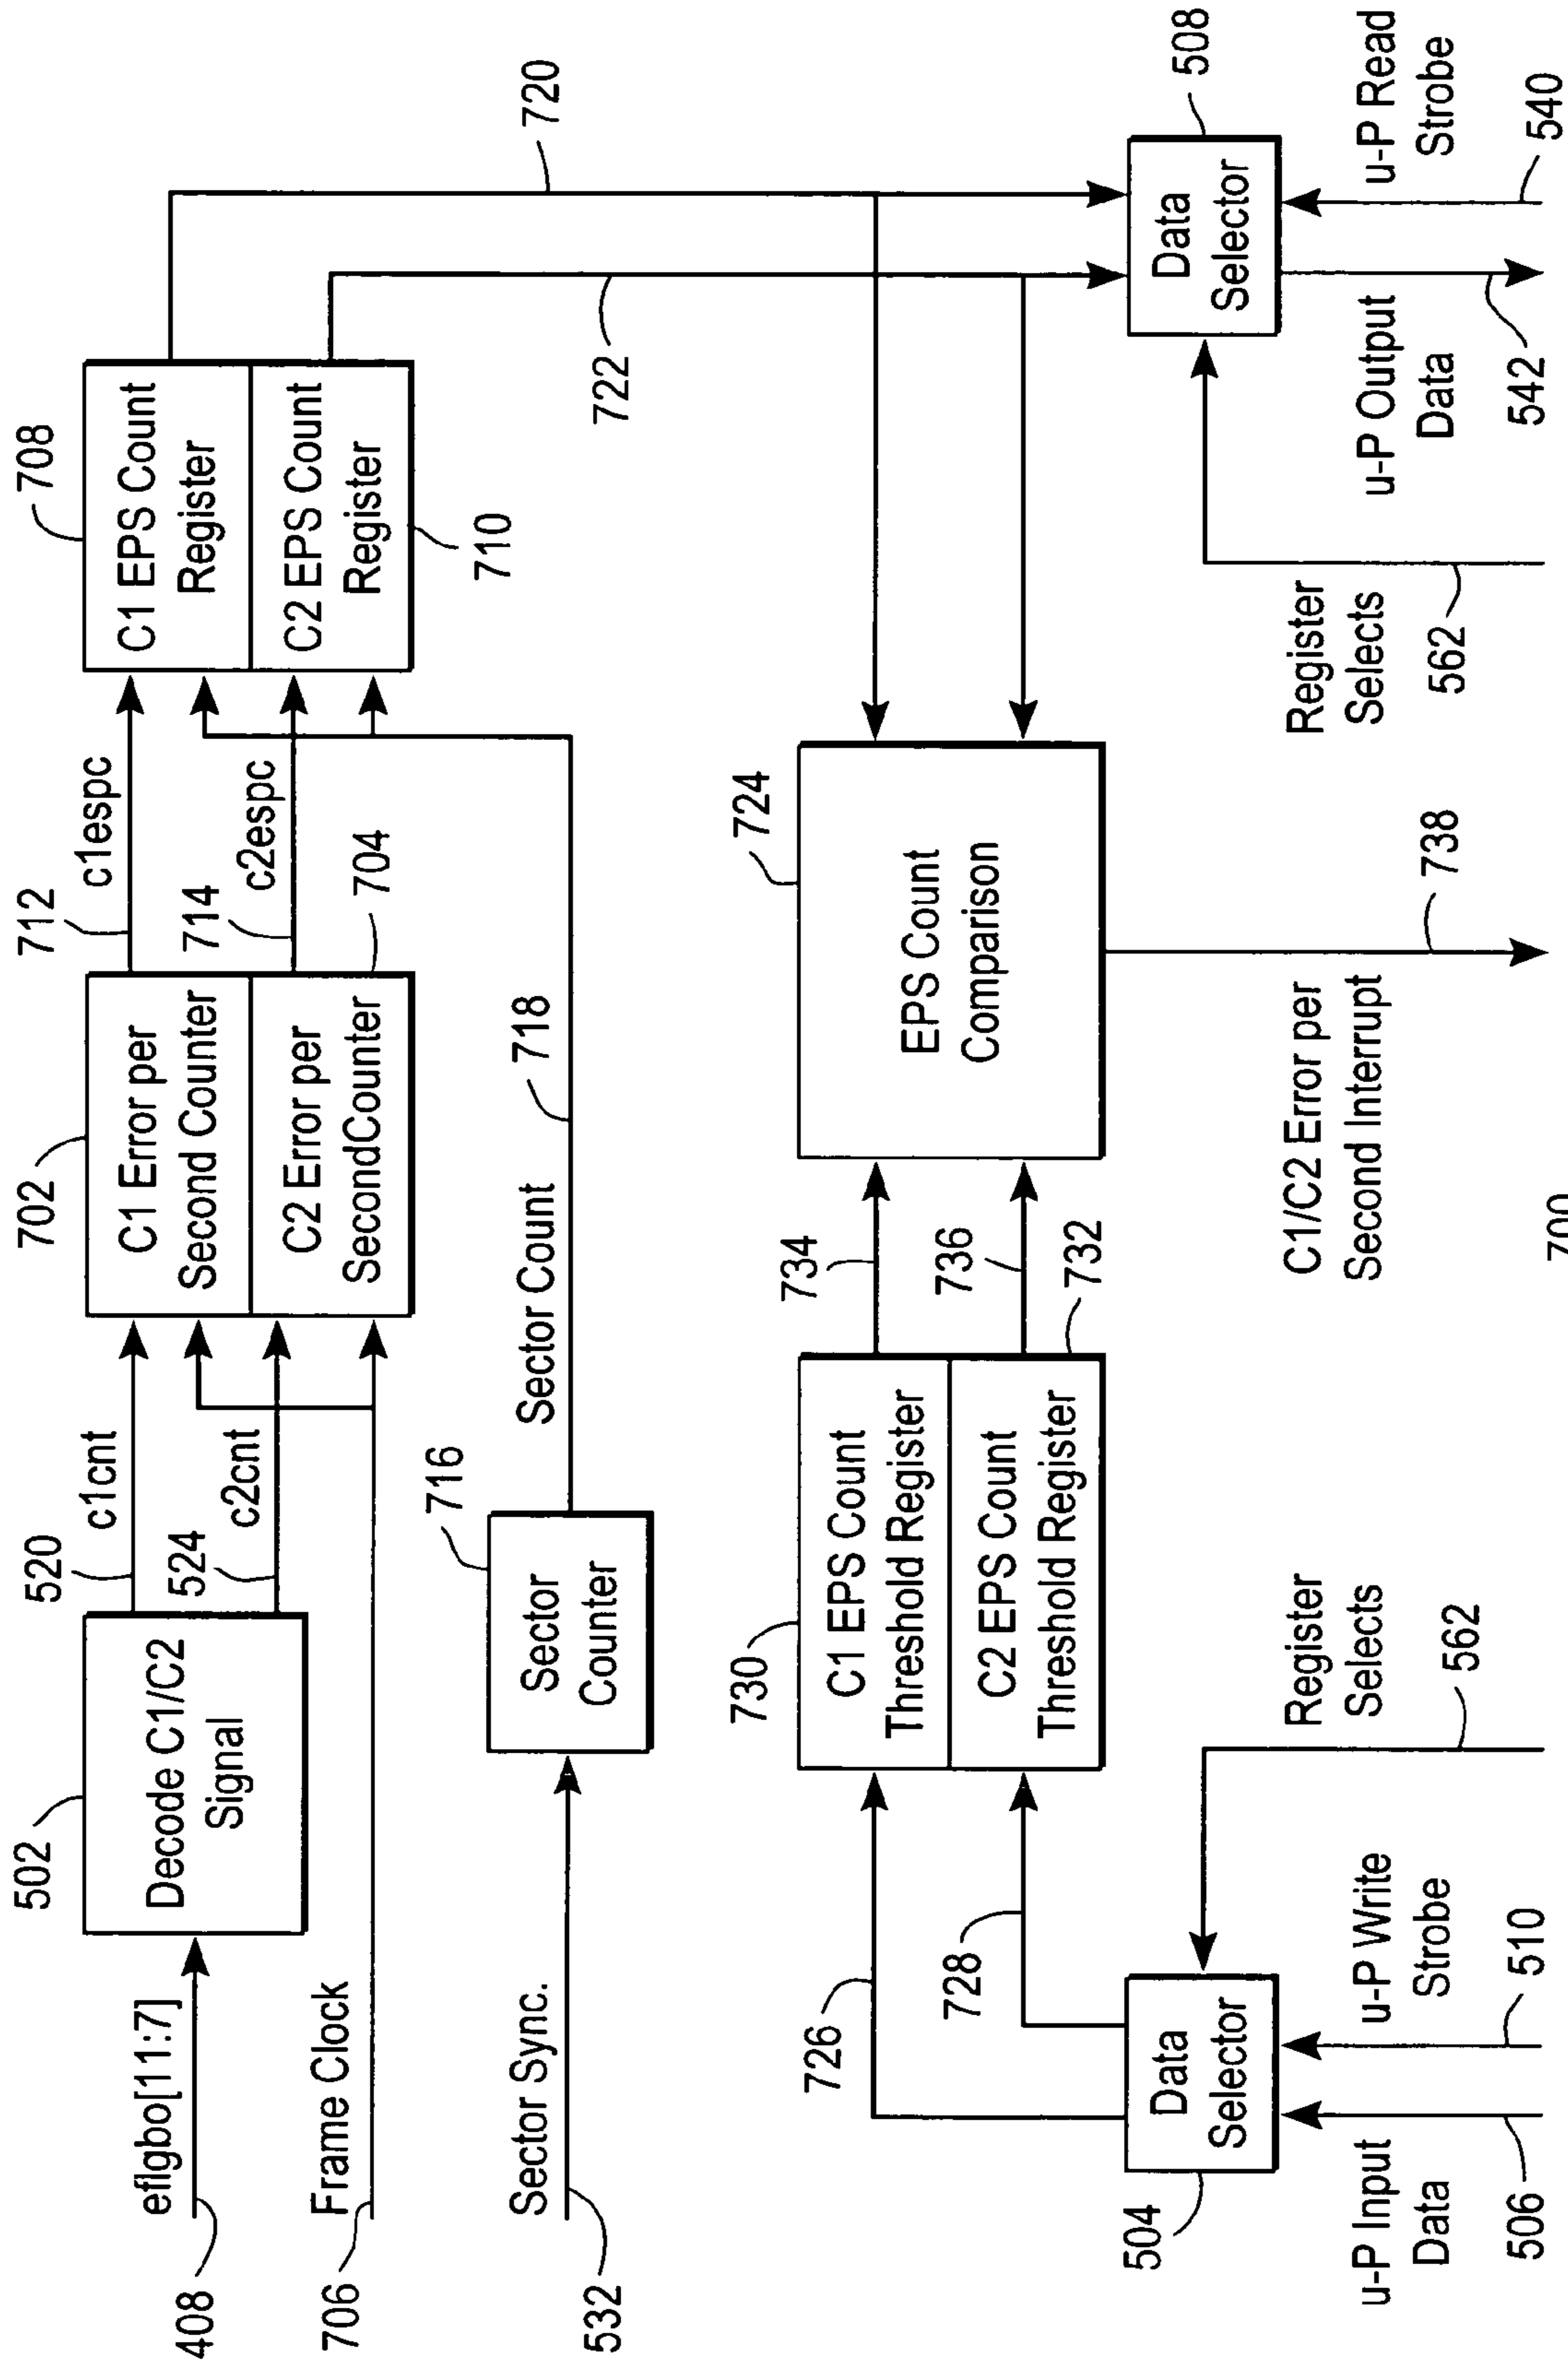 502
Decode C1/C2
Signal
eflgbo[11:7]
408
Frame Clock
706
520
c1cnt
524
c2cnt
702
C1 Error per
Second Counter
C2 Error per
SecondCounter
704
712
c1espc
714
c2espc
708
C1 EPS Count
Register
C2 EPS Count
Register
710
720
722
Sector Sync.
532
716
Sector
Counter
Sector Count
718
730
C1 EPS Count
Threshold Register
C2 EPS Count
Threshold Register
732
734
736
724
EPS Count
Comparison
726
728
504
Data
Selector
u-P Input
Data
506
u-P Write
Strobe
510
Register
Selects
562
C1/C2 Error per
Second Interrupt
738
Register
Selects
562
508
Data
Selector
u-P Output
Data
542
u-P Read
Strobe
540
700